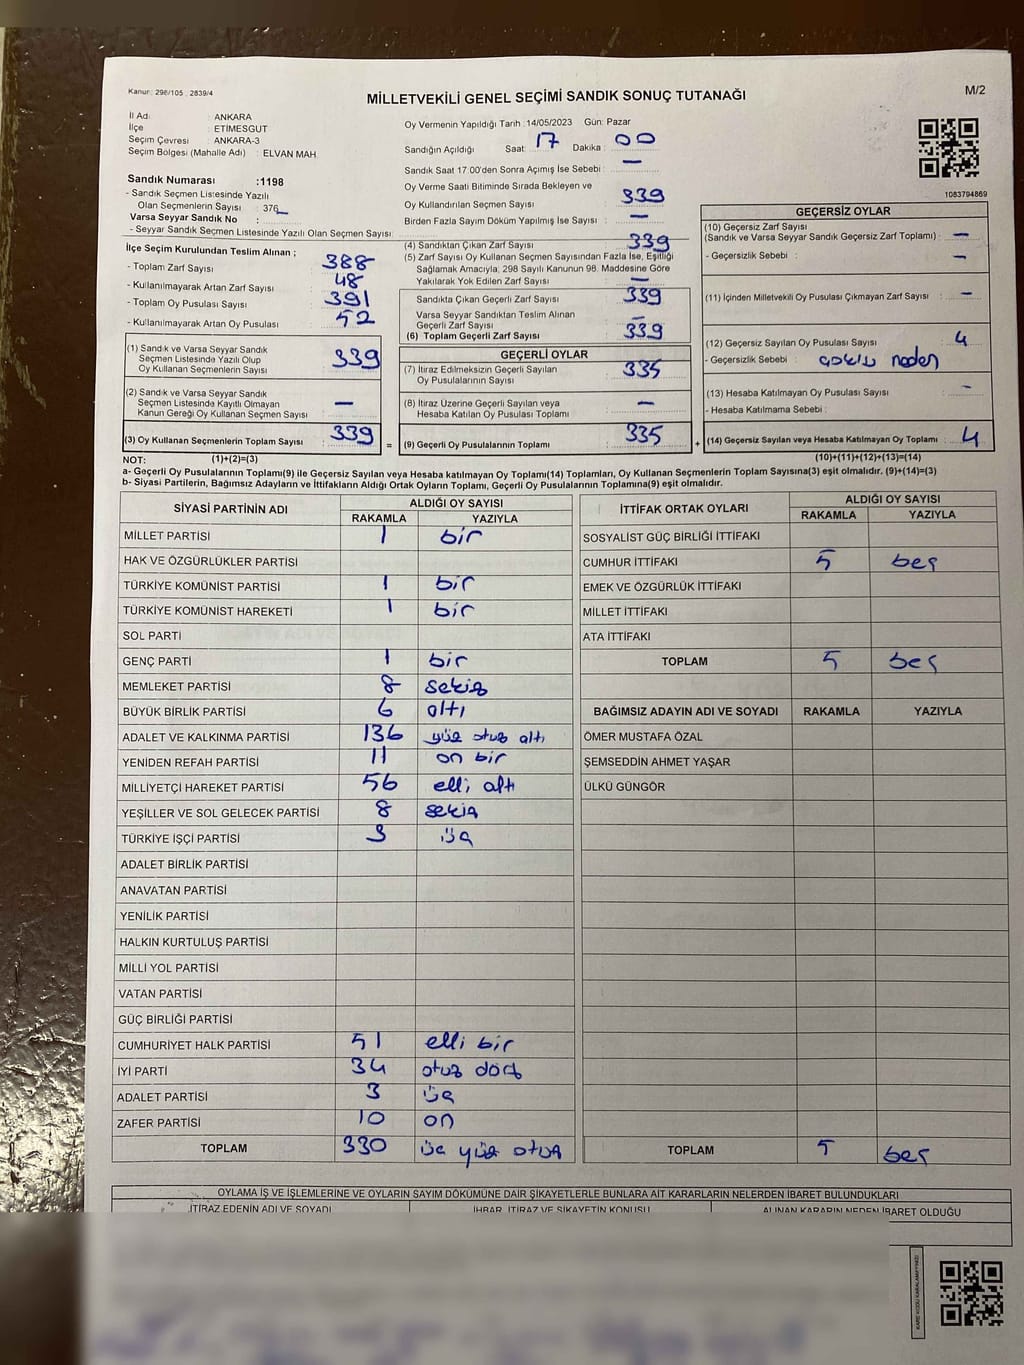 Kanun : 298/105 , 2839/4
MİLLETVEKİLİ GENEL SEÇİMİ SANDIK SONUÇ TUTANAĞI
M/2
İl Adı : ANKARA
İlçe : ETİMESGUT
Seçim Çevresi : ANKARA-3
Seçim Bölgesi (Mahalle Adı) : ELVAN MAH.
Oy Vermenin Yapıldığı Tarih : 14/05/2023 Gün: Pazar
Sandığın Açıldığı Saat : 17 Dakika : 00
Sandık Saat 17:00'den Sonra Açımış İse Sebebi : —
Oy Verme Saati Bitiminde Sırada Bekleyen ve
Oy Kullandırılan Seçmen Sayısı : 339
Birden Fazla Sayım Döküm Yapılmış İse Sayısı : —
1083794869
Sandık Numarası : 1198
- Sandık Seçmen Listesinde Yazılı
Olan Seçmenlerin Sayısı : 376
Varsa Seyyar Sandık No :
- Seyyar Sandık Seçmen Listesinde Yazılı Olan Seçmen Sayısı:
İlçe Seçim Kurulundan Teslim Alınan ;
- Toplam Zarf Sayısı : 388
- Kullanılmayarak Artan Zarf Sayısı : 48
- Toplam Oy Pusulası Sayısı : 391
- Kullanılmayarak Artan Oy Pusulası : 52
(1) Sandık ve Varsa Seyyar Sandık
Seçmen Listesinde Yazılı Olup
Oy Kullanan Seçmenlerin Sayısı : 339
(2) Sandık ve Varsa Seyyar Sandık
Seçmen Listesinde Kayıtlı Olmayan
Kanun Gereği Oy Kullanan Seçmen Sayısı : —
(3) Oy Kullanan Seçmenlerin Toplam Sayısı : 339 =
(4) Sandıktan Çıkan Zarf Sayısı : 339
(5) Zarf Sayısı Oy Kullanan Seçmen Sayısından Fazla İse, Eşitliği
Sağlamak Amacıyla; 298 Sayılı Kanunun 98. Maddesine Göre
Yakılarak Yok Edilen Zarf Sayısı : —
Sandıkta Çıkan Geçerli Zarf Sayısı : 339
Varsa Seyyar Sandıktan Teslim Alınan
Geçerli Zarf Sayısı : —
(6) Toplam Geçerli Zarf Sayısı : 339
GEÇERLİ OYLAR
(7) İtiraz Edilmeksizin Geçerli Sayılan
Oy Pusulalarının Sayısı : 335
(8) İtiraz Üzerine Geçerli Sayılan veya
Hesaba Katılan Oy Pusulası Toplamı : —
(9) Geçerli Oy Pusulalarının Toplamı : 335 +
GEÇERSİZ OYLAR
(10) Geçersiz Zarf Sayısı
(Sandık ve Varsa Seyyar Sandık Geçersiz Zarf Toplamı) : —
- Geçersizlik Sebebi : —
(11) İçinden Milletvekili Oy Pusulası Çıkmayan Zarf Sayısı : —
(12) Geçersiz Sayılan Oy Pusulası Sayısı : 4
- Geçersizlik Sebebi : neden
(13) Hesaba Katılmayan Oy Pusulası Sayısı : -
- Hesaba Katılmama Sebebi :
(14) Geçersiz Sayılan veya Hesaba Katılmayan Oy Toplamı : 4
NOT: (1)+(2)=(3) (10)+(11)+(12)+(13)=(14)
a- Geçerli Oy Pusulalarının Toplamı(9) ile Geçersiz Sayılan veya Hesaba katılmayan Oy Toplamı(14) Toplamları, Oy Kullanan Seçmenlerin Toplam Sayısına(3) eşit olmalıdır. (9)+(14)=(3)
b- Siyasi Partilerin, Bağımsız Adayların ve İttifakların Aldığı Ortak Oyların Toplamı, Geçerli Oy Pusulalarının Toplamına(9) eşit olmalıdır.
SİYASİ PARTİNİN ADI ALDIĞI OY SAYISI
RAKAMLA YAZIYLA
MİLLET PARTİSİ 1 bir
HAK VE ÖZGÜRLÜKLER PARTİSİ
TÜRKİYE KOMÜNİST PARTİSİ 1 bir
TÜRKİYE KOMÜNİST HAREKETİ 1 bir
SOL PARTİ
GENÇ PARTİ 1 bir
MEMLEKET PARTİSİ 8 sekiz
BÜYÜK BİRLİK PARTİSİ 6 altı
ADALET VE KALKINMA PARTİSİ 136 yüz otuz altı
YENİDEN REFAH PARTİSİ 11 on bir
MİLLİYETÇİ HAREKET PARTİSİ 56 elli altı
YEŞİLLER VE SOL GELECEK PARTİSİ 8 sekiz
TÜRKİYE İŞÇİ PARTİSİ 3 üç
ADALET BİRLİK PARTİSİ
ANAVATAN PARTİSİ
YENİLİK PARTİSİ
HALKIN KURTULUŞ PARTİSİ
MİLLİ YOL PARTİSİ
VATAN PARTİSİ
GÜÇ BİRLİĞİ PARTİSİ
CUMHURİYET HALK PARTİSİ 51 elli bir
İYİ PARTİ 34 otuz dört
ADALET PARTİSİ 3 üç
ZAFER PARTİSİ 10 on
TOPLAM 330 üç yüz otuz
İTTİFAK ORTAK OYLARI ALDIĞI OY SAYISI
RAKAMLA YAZIYLA
SOSYALİST GÜÇ BİRLİĞİ İTTİFAKI
CUMHUR İTTİFAKI 5 beş
EMEK VE ÖZGÜRLÜK İTTİFAKI
MİLLET İTTİFAKI
ATA İTTİFAKI
TOPLAM 5 beş
BAĞIMSIZ ADAYIN ADI VE SOYADI RAKAMLA YAZIYLA
ÖMER MUSTAFA ÖZAL
ŞEMSEDDİN AHMET YAŞAR
ÜLKÜ GÜNGÖR
TOPLAM 5 beş
OYLAMA İŞ VE İŞLEMLERİNE VE OYLARIN SAYIM DÖKÜMÜNE DAİR ŞİKAYETLERLE BUNLARA AİT KARARLARIN NELERDEN İBARET BULUNDUKLARI
İTİRAZ EDENİN ADI VE SOYADI İHBAR, İTİRAZ VE ŞİKAYETİN KONUSU ALINAN KARARIN NEDEN İBARET OLDUĞU
KARE KODU KARALAMAYINIZ!